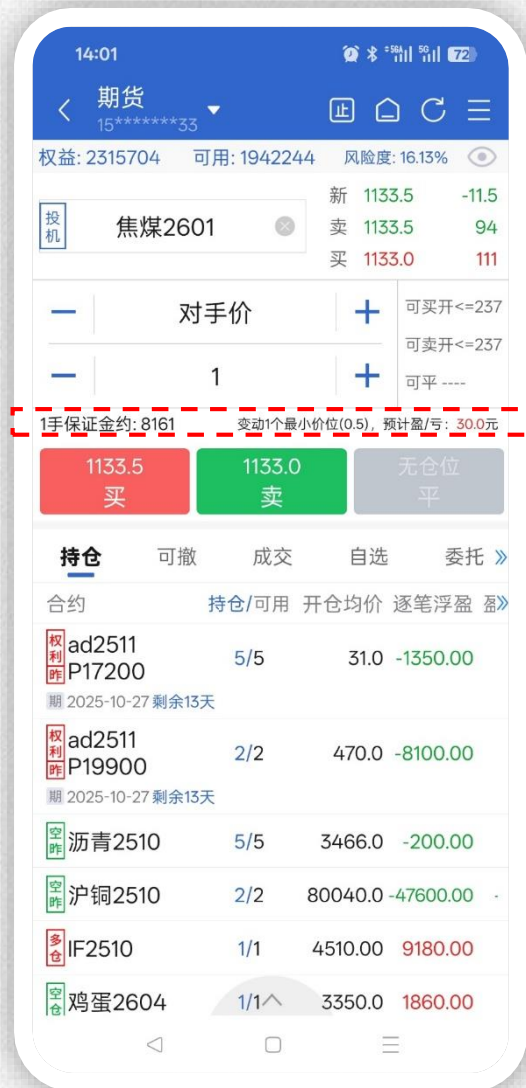 14:01 56A 5G 72
期货
15*******33
止
权益: 2315704 可用: 1942244 风险度: 16.13%
投机 焦煤2601
新 1133.5 -11.5
卖 1133.5 94
买 1133.0 111
对手价
可买开<=237
可卖开<=237
1
可平 ----
1手保证金约: 8161 变动1个最小价位(0.5), 预计盈/亏: 30.0元
1133.5 1133.0 无仓位
买 卖 平
持仓 可撤 成交 自选 委托 »
合约 持仓/可用 开仓均价 逐笔浮盈 »
权利昨 ad2511 P17200 5/5 31.0 -1350.00
期 2025-10-27 剩余13天
权利昨 ad2511 P19900 2/2 470.0 -8100.00
期 2025-10-27 剩余13天
空昨 沥青2510 5/5 3466.0 -200.00
空昨 沪铜2510 2/2 80040.0 -47600.00 -
多仓 IF2510 1/1 4510.00 9180.00
空仓 鸡蛋2604 1/1 3350.0 1860.00